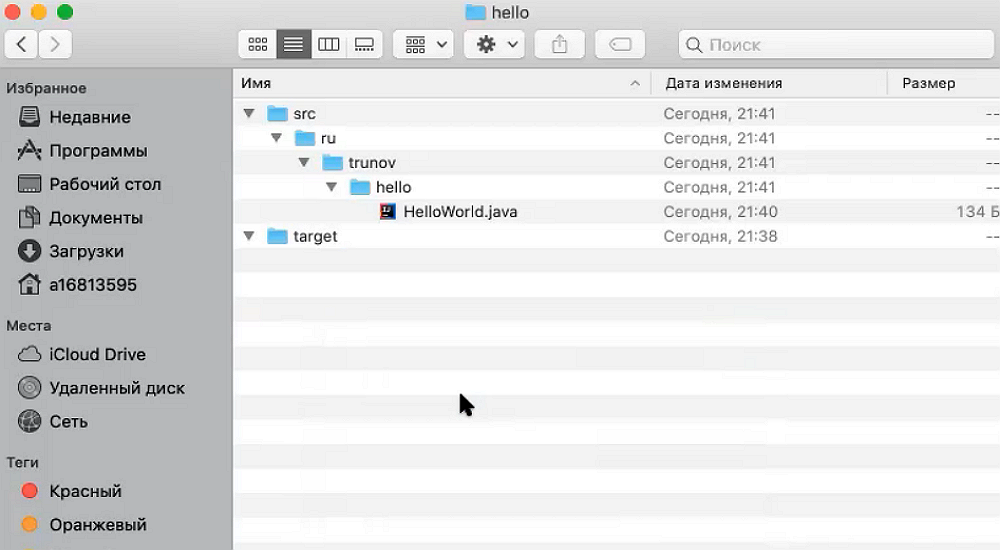 hello
Поиск
Избранное
Недавние
Программы
Рабочий стол
Документы
Загрузки
a16813595
Места
iCloud Drive
Удаленный диск
Сеть
Теги
Красный
Оранжевый
Имя Дата изменения Размер
src Сегодня, 21:41 --
ru Сегодня, 21:41 --
trunov Сегодня, 21:41 --
hello Сегодня, 21:41 --
HelloWorld.java Сегодня, 21:40 134 Б
target Сегодня, 21:38 --